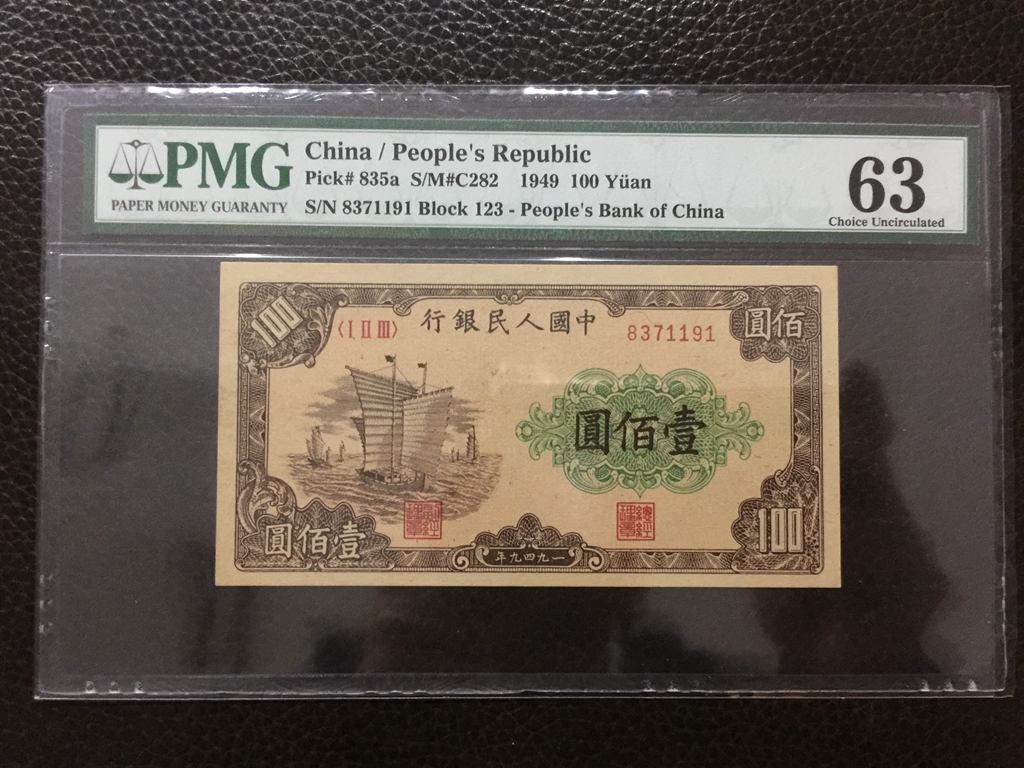 PMG
PAPER MONEY GUARANTY
China / People's Republic
Pick# 835a S/M#C282 1949 100 Yüan
S/N 8371191 Block 123 - People's Bank of China
63
Choice Uncirculated
100
〈I II III〉
行銀民人國中
8371191
圓佰
圓佰壹
圓佰壹
年九四九一
100